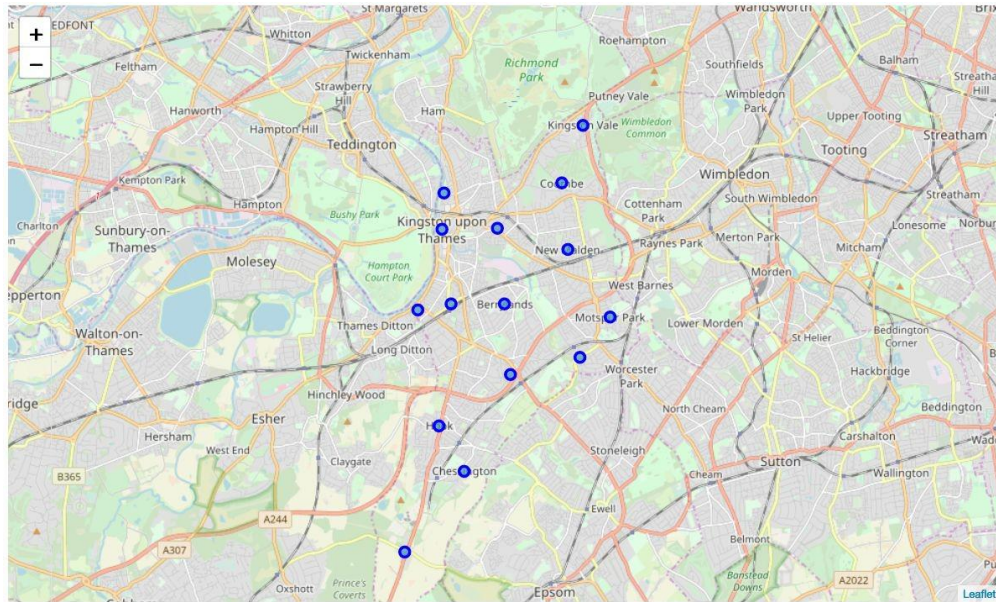 St Margarets
Wandsworth
EDFONT
Whitton
Roehampton
+
Twickenham
Balham
−
Feltham
Richmond
Park
Southfields
Strawberry
Hill
Hanworth
Ham
Putney Vale
Wimbledon
Park
Upper Tooting
Hampton Hill
Kingston Vale
Wimbledon
Common
Streatham
Teddington
Tooting
Kempton Park
Coombe
Wimbledon
Streatham
Hampton
Bushy Park
Cottenham
Park
South Wimbledon
Charlton
Kingston upon
Thames
Lonesome
Sunbury-on-
Thames
Raynes Park
Merton Park
Mitcham
New Malden
Molesey
Hampton
Court Park
Morden
West Barnes
Berrylands
Motspur Park
Walton-on-
Thames
Thames Ditton
Lower Morden
St Helier
Beddington
Corner
Long Ditton
Worcester
Park
Hackbridge
Hinchley Wood
Esher
North Cheam
Beddington
Hersham
Hook
Carshalton
West End
Stoneleigh
Claygate
Sutton
B365
Chessington
Cheam
Wallington
Ewell
A244
A307
Belmont
Prince's
Coverts
Banstead
Downs
Oxshott
Epsom
A2022
Leaflet